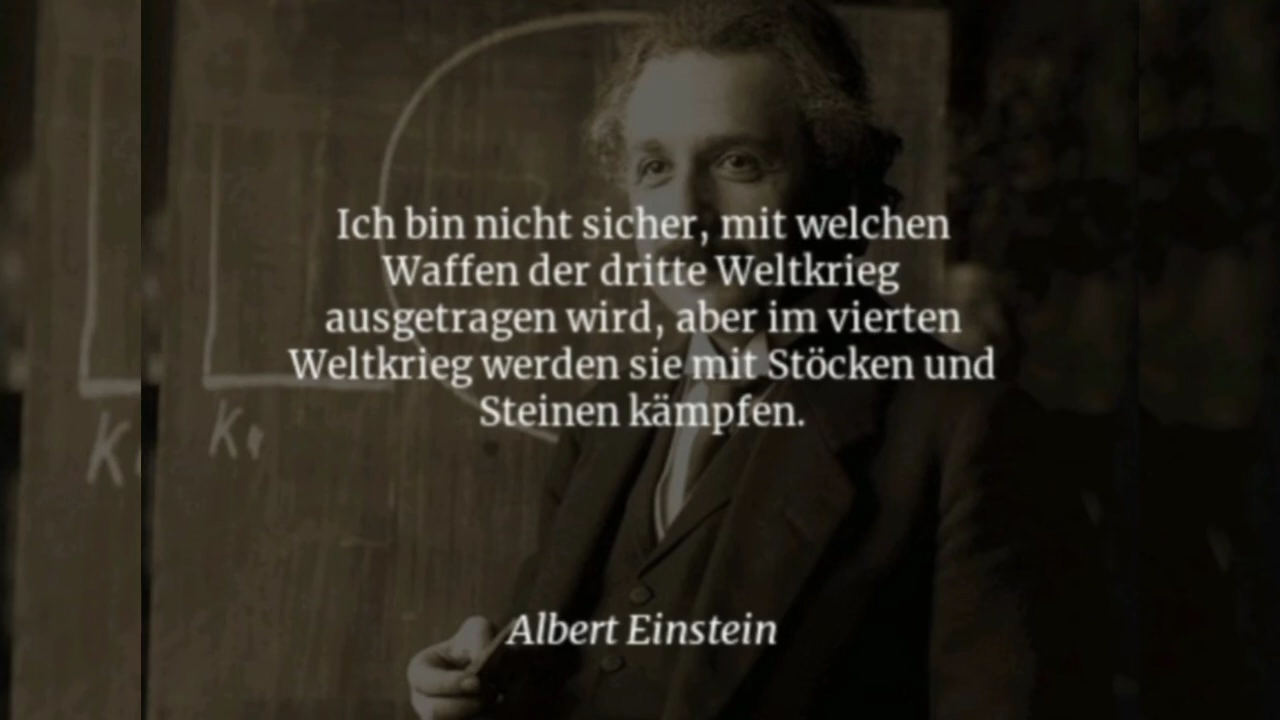 Ich bin nicht sicher, mit welchen
Waffen der dritte Weltkrieg
ausgetragen wird, aber im vierten
Weltkrieg werden sie mit Stöcken und
Steinen kämpfen.
Albert Einstein